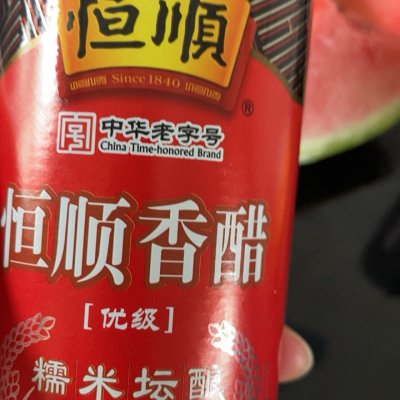 恒順
Since 1840
®
中华老字号
China Time-honored Brand
恒顺香醋
[优级]
糯米坛酿